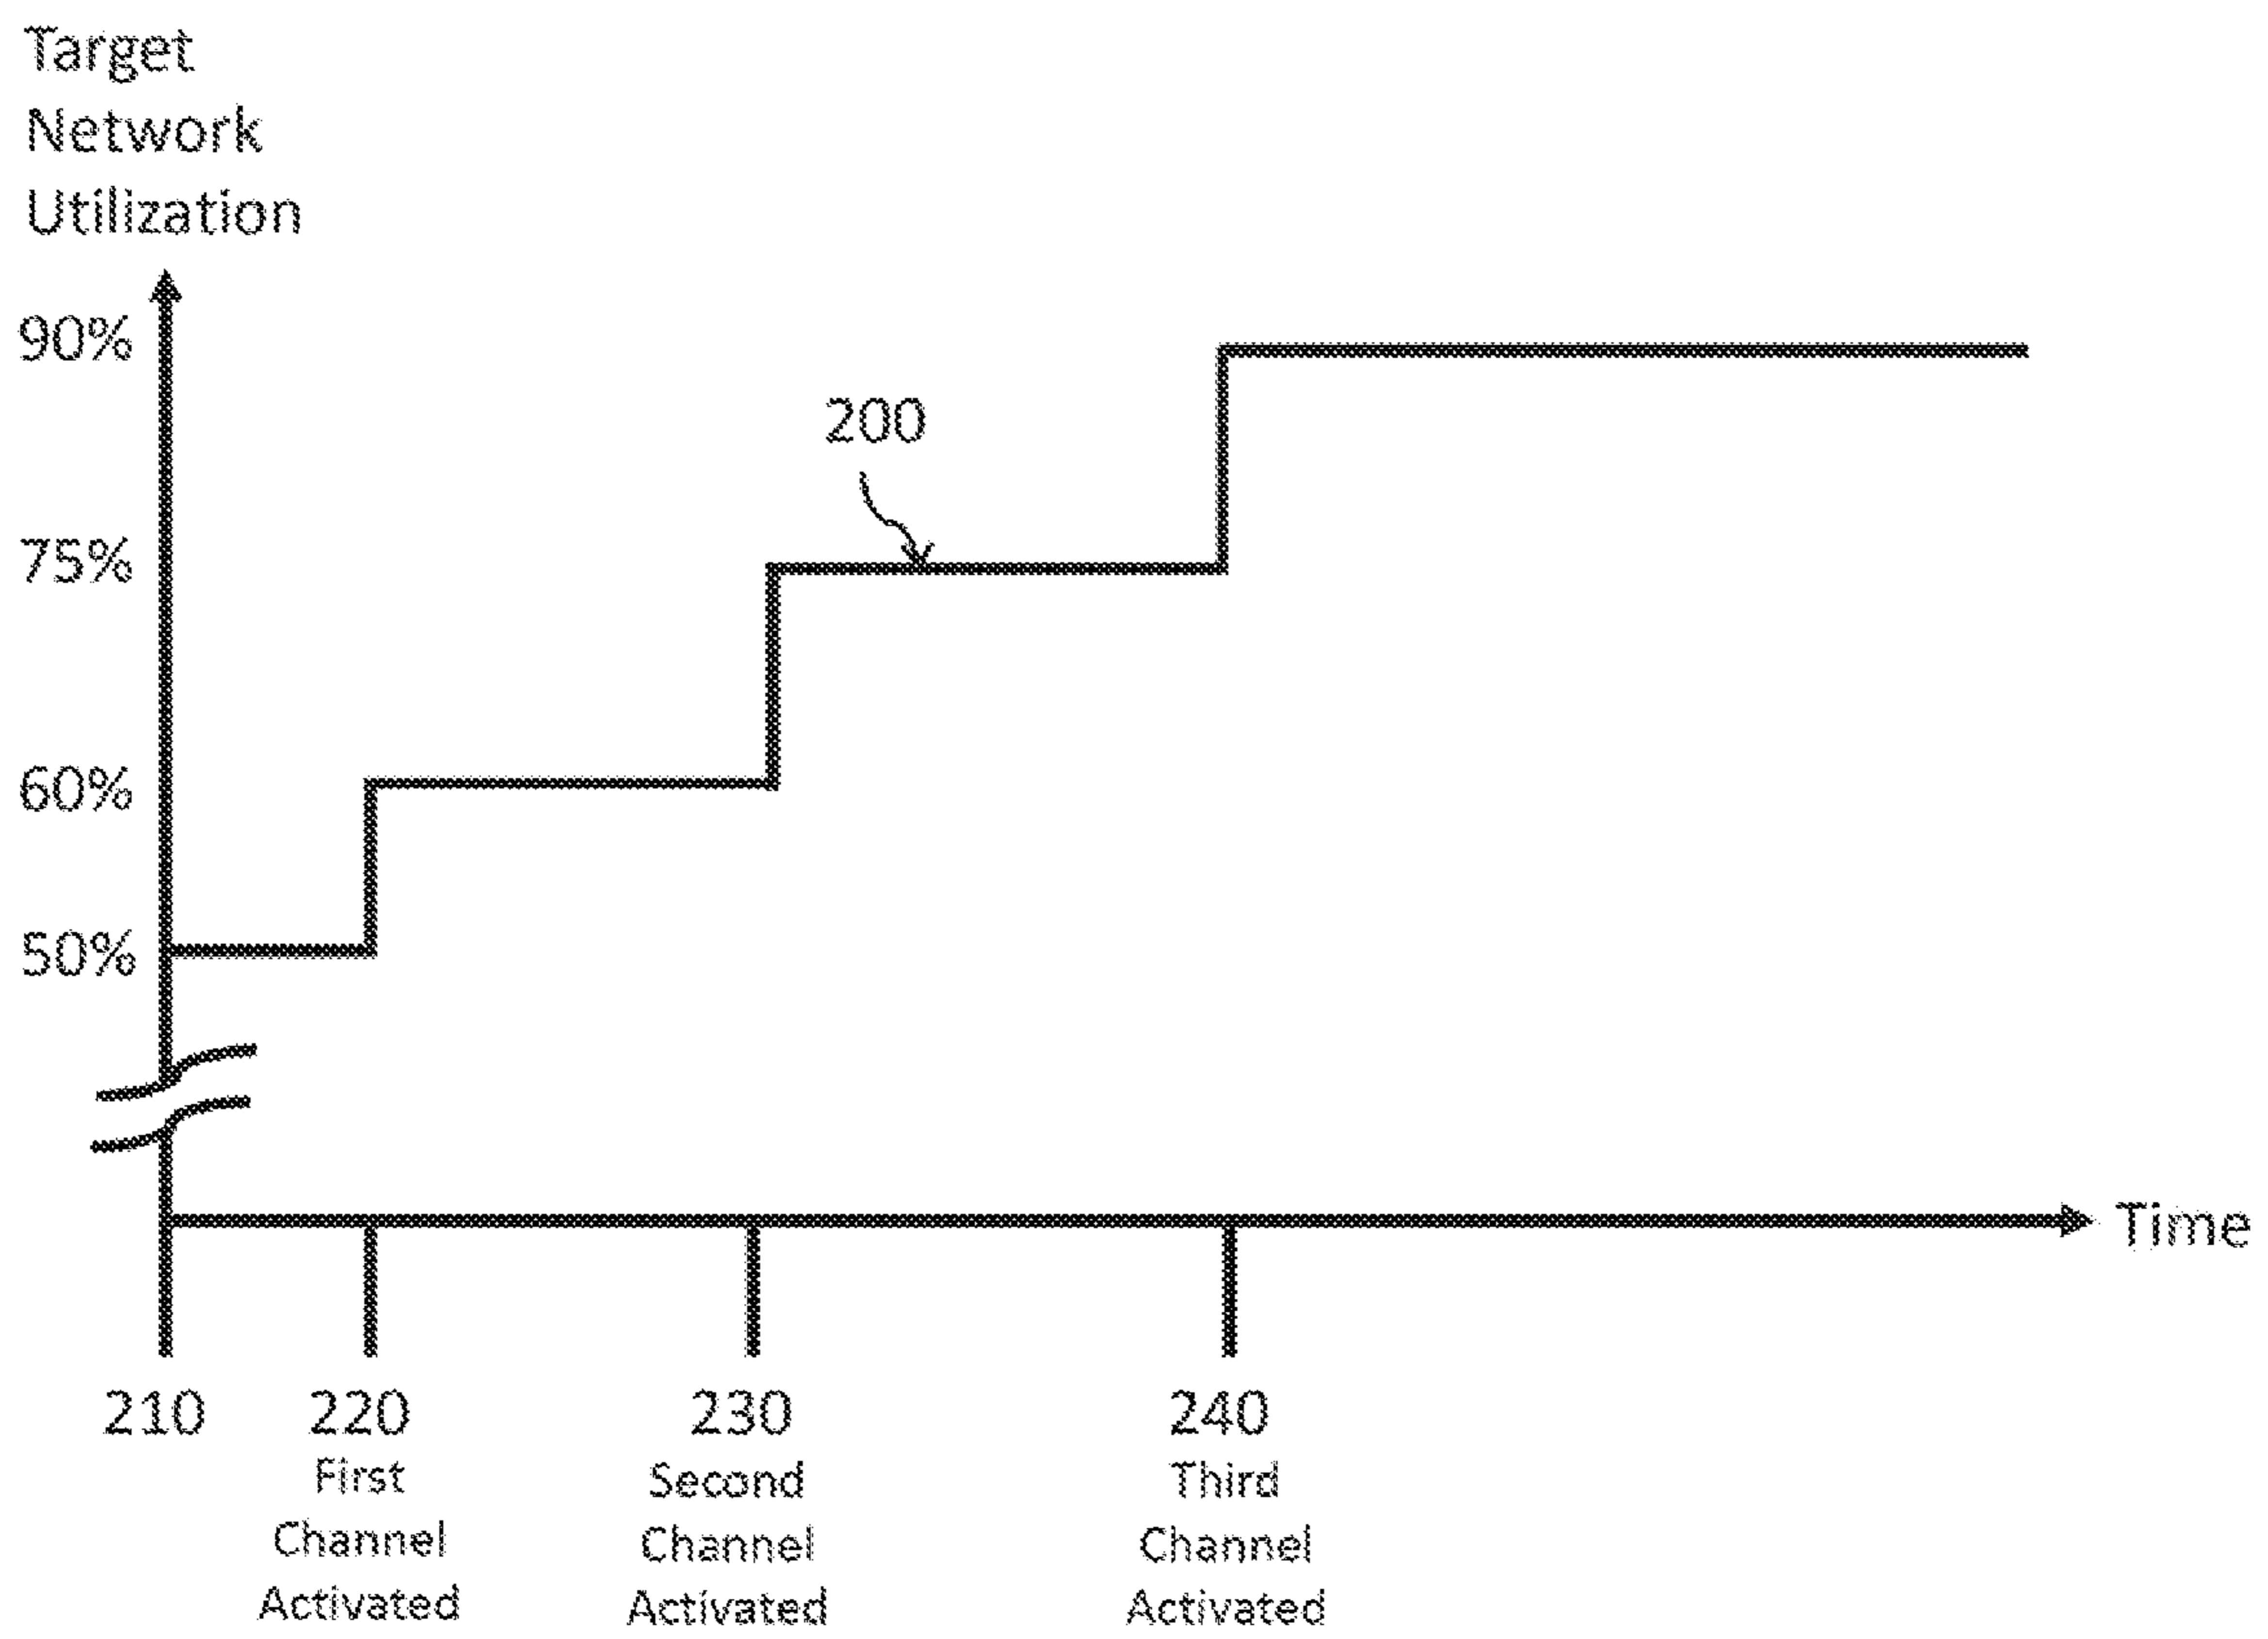 Target
Network
Utilization
90%
200
75%
60%
50%
Time
210
220
First
Channel
Activated
230
Second
Channel
Activated
240
Third
Channel
Activated